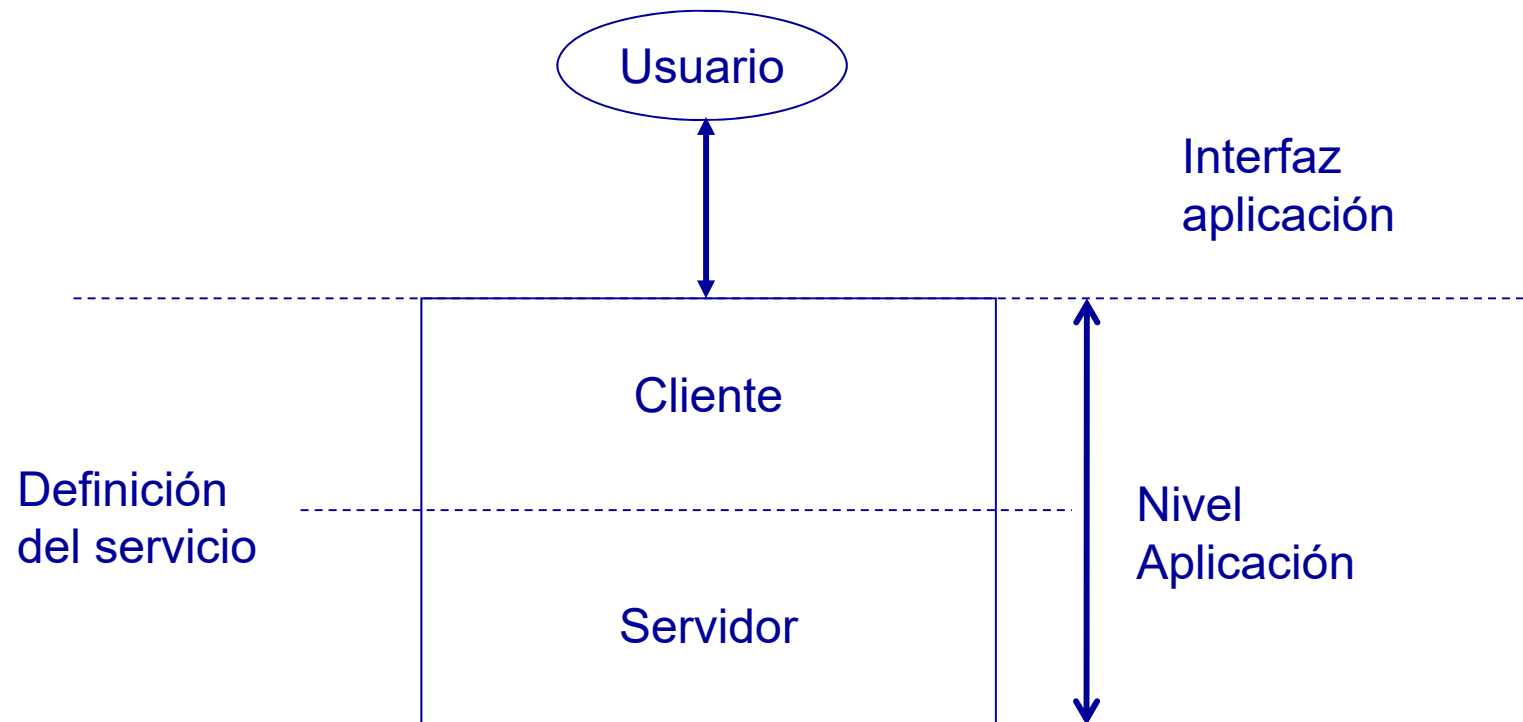 Usuario
Interfaz
aplicación
Cliente
Definición
del servicio
Nivel
Aplicación
Servidor